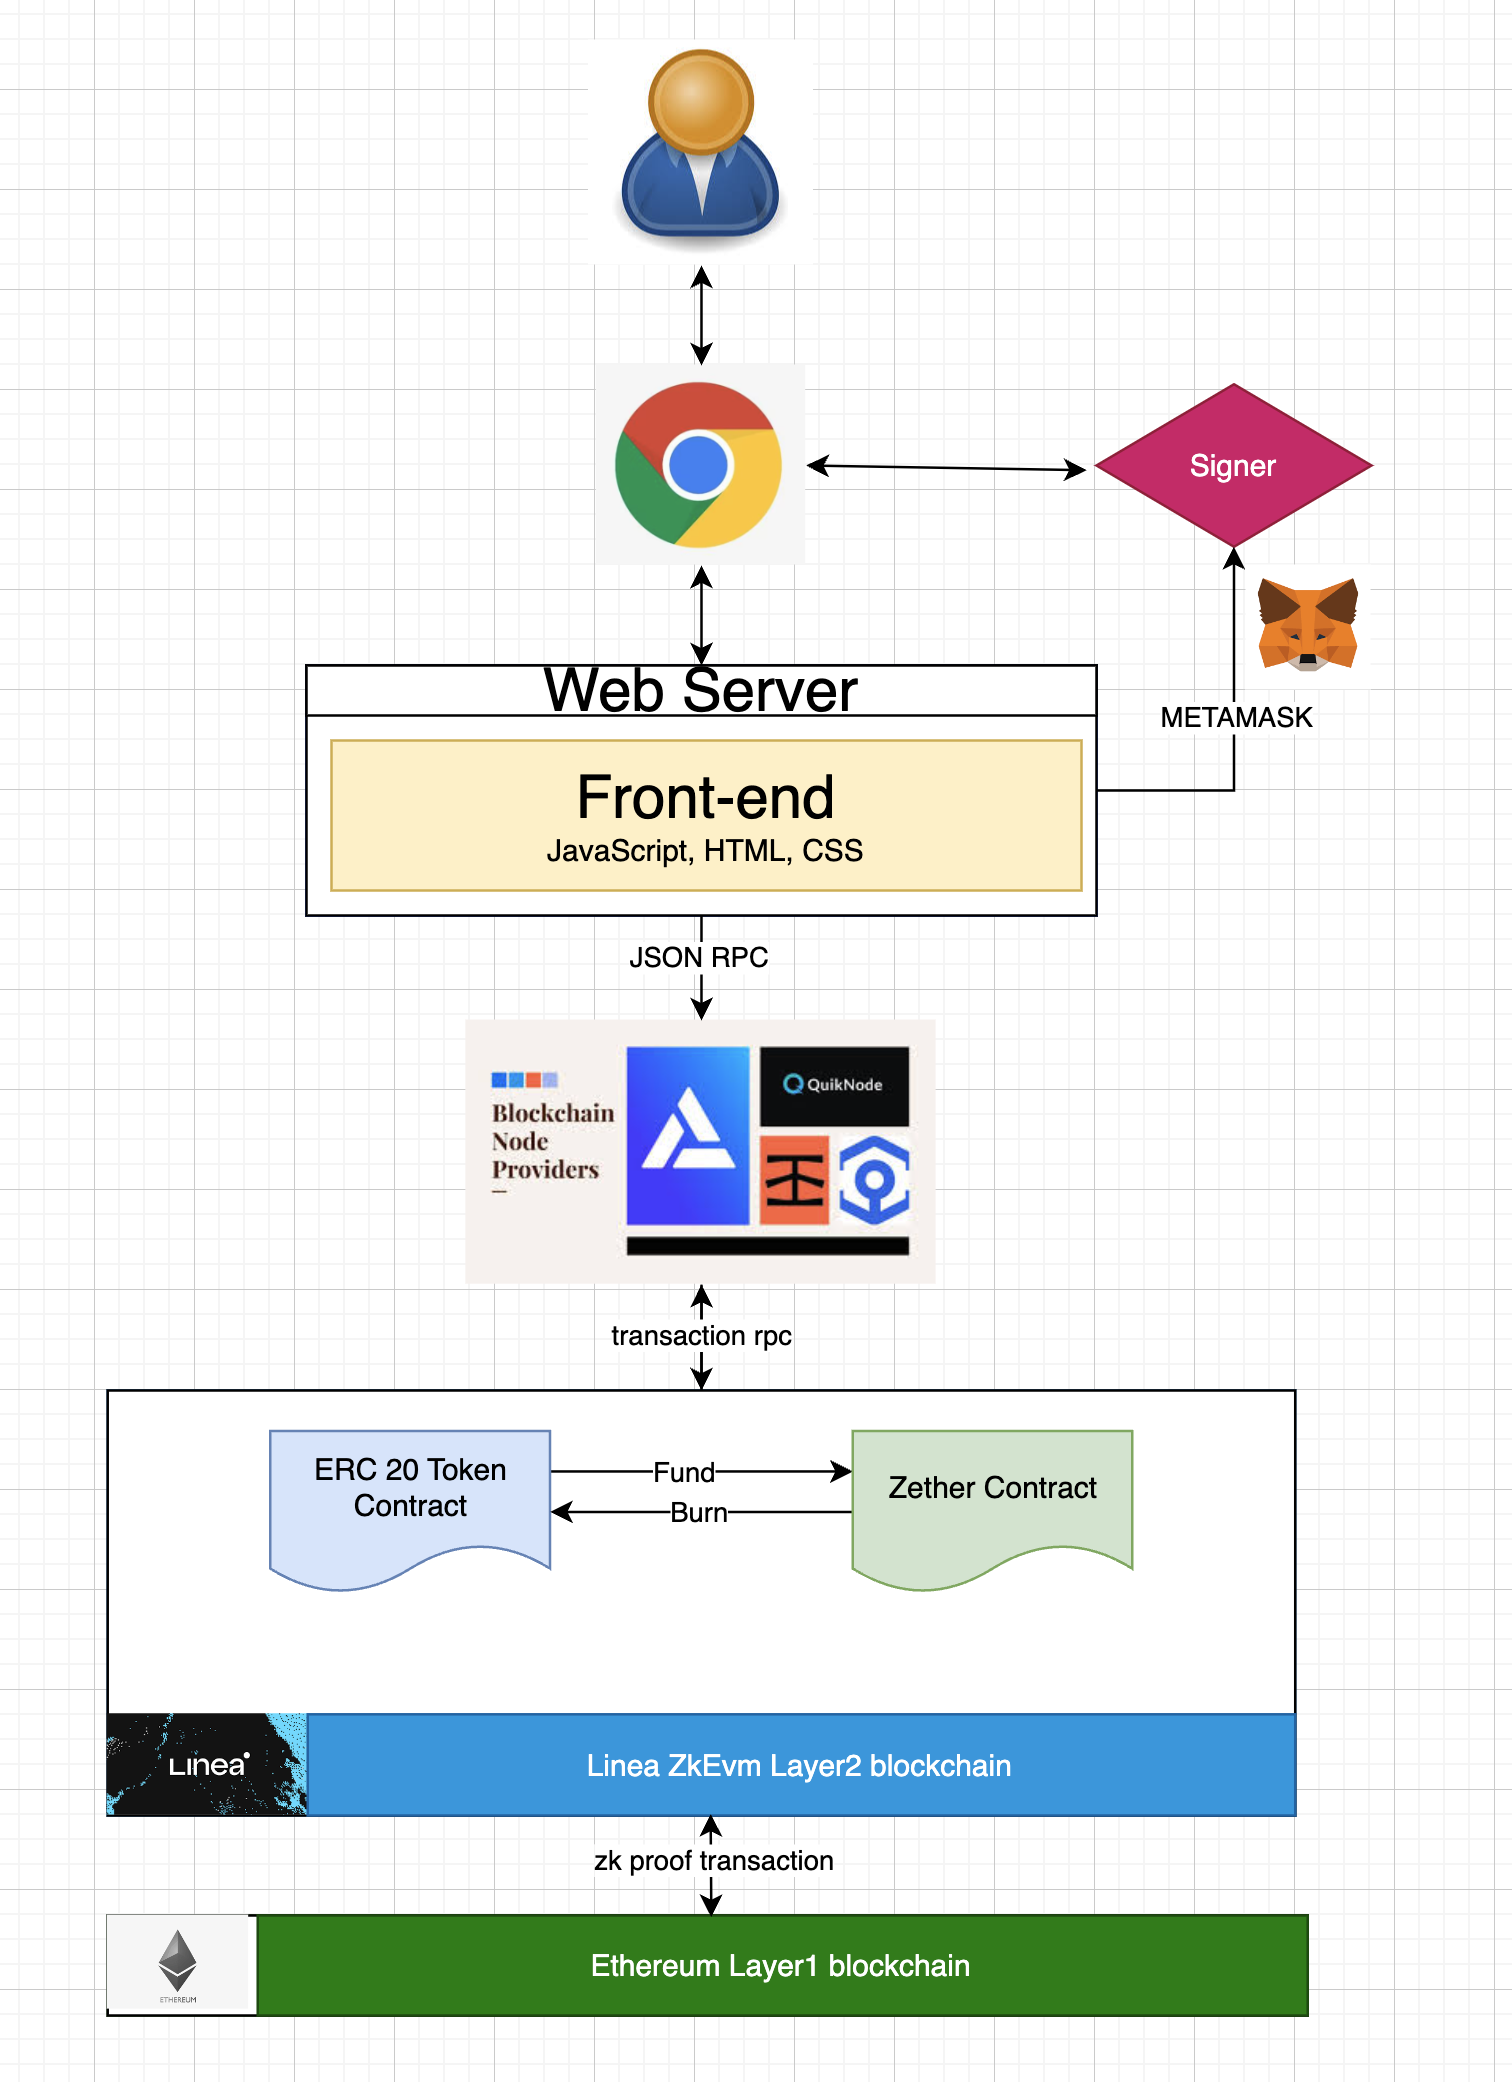 Signer
METAMASK
Web Server
Front-end
JavaScript, HTML, CSS
JSON RPC
Blockchain
Node
Providers
QuikNode
transaction rpc
ERC 20 Token
Contract
Fund
Burn
Zether Contract
Linea
Linea ZkEvm Layer2 blockchain
zk proof transaction
ETHEREUM
Ethereum Layer1 blockchain